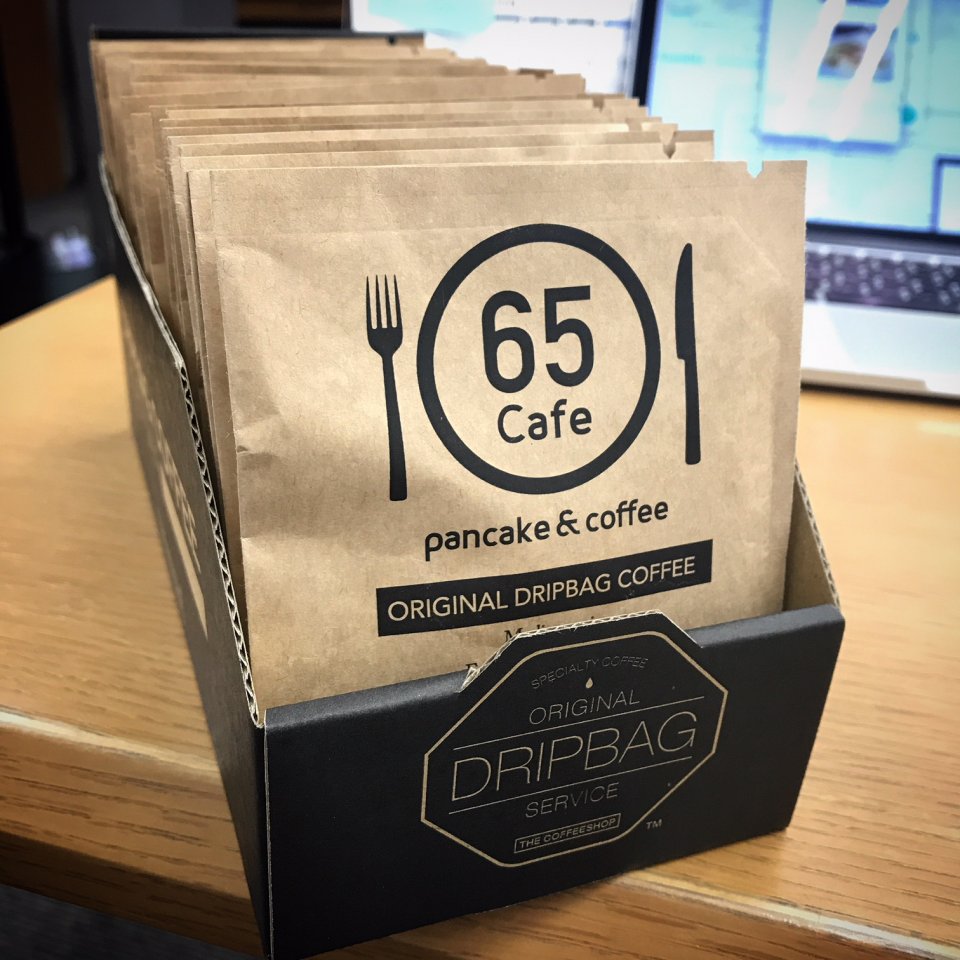 65
Cafe
pancake & coffee
ORIGINAL DRIPBAG COFFEE
SPECIALTY COFFEE
ORIGINAL
DRIPBAG
SERVICE
THE COFFEESHOP
TM